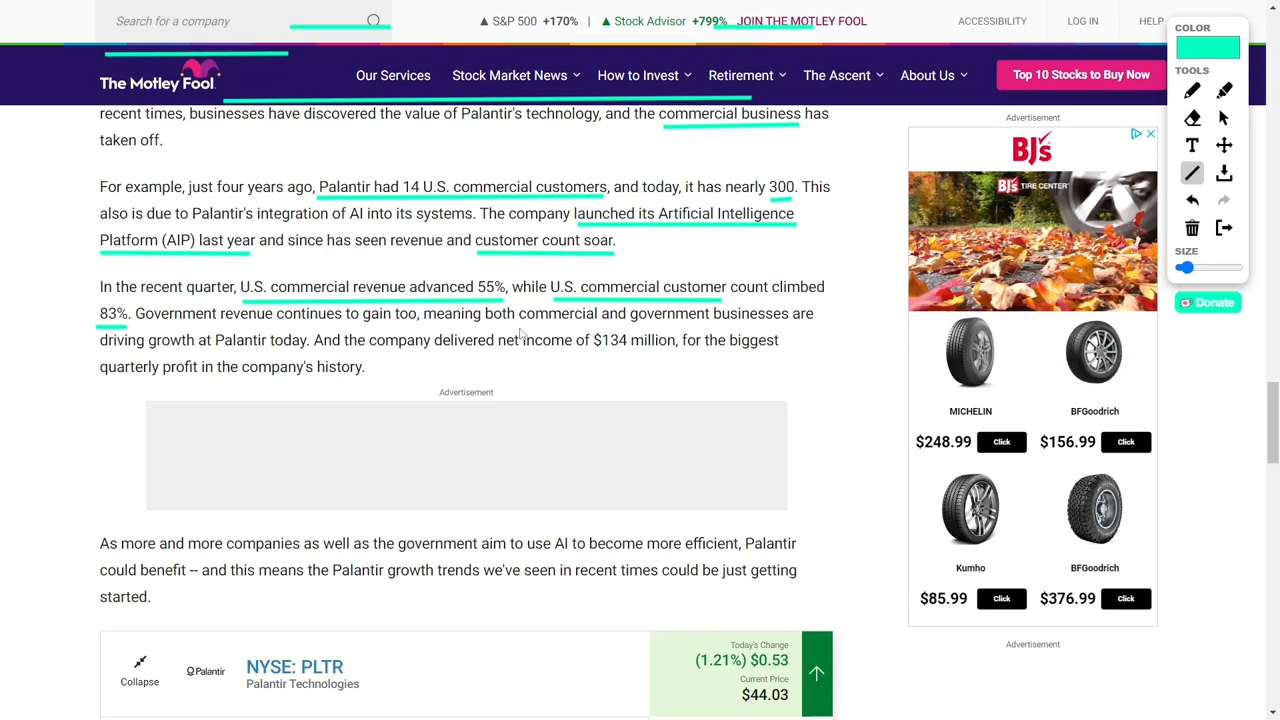 Search for a company
S&P 500 +170% | Stock Advisor +799% JOIN THE MOTLEY FOOL
ACCESSIBILITY LOG IN HELP
The Motley Fool
Our Services Stock Market News How to Invest Retirement The Ascent About Us
Top 10 Stocks to Buy Now
recent times, businesses have discovered the value of Palantir's technology, and the commercial business has
taken off.
For example, just four years ago, Palantir had 14 U.S. commercial customers, and today, it has nearly 300. This
also is due to Palantir's integration of AI into its systems. The company launched its Artificial Intelligence
Platform (AIP) last year and since has seen revenue and customer count soar.
In the recent quarter, U.S. commercial revenue advanced 55%, while U.S. commercial customer count climbed
83%. Government revenue continues to gain too, meaning both commercial and government businesses are
driving growth at Palantir today. And the company delivered net income of $134 million, for the biggest
quarterly profit in the company's history.
Advertisement
As more and more companies as well as the government aim to use AI to become more efficient, Palantir
could benefit -- and this means the Palantir growth trends we've seen in recent times could be just getting
started.
Collapse
Palantir
NYSE: PLTR
Palantir Technologies
Today's Change
(1.21%) $0.53
Current Price
$44.03
Advertisement
BJ's
BJ's TIRE CENTER
MICHELIN
$248.99 Click
BFGoodrich
$156.99 Click
Kumho
$85.99 Click
BFGoodrich
$376.99 Click
Advertisement
COLOR
TOOLS
T
SIZE
Donate